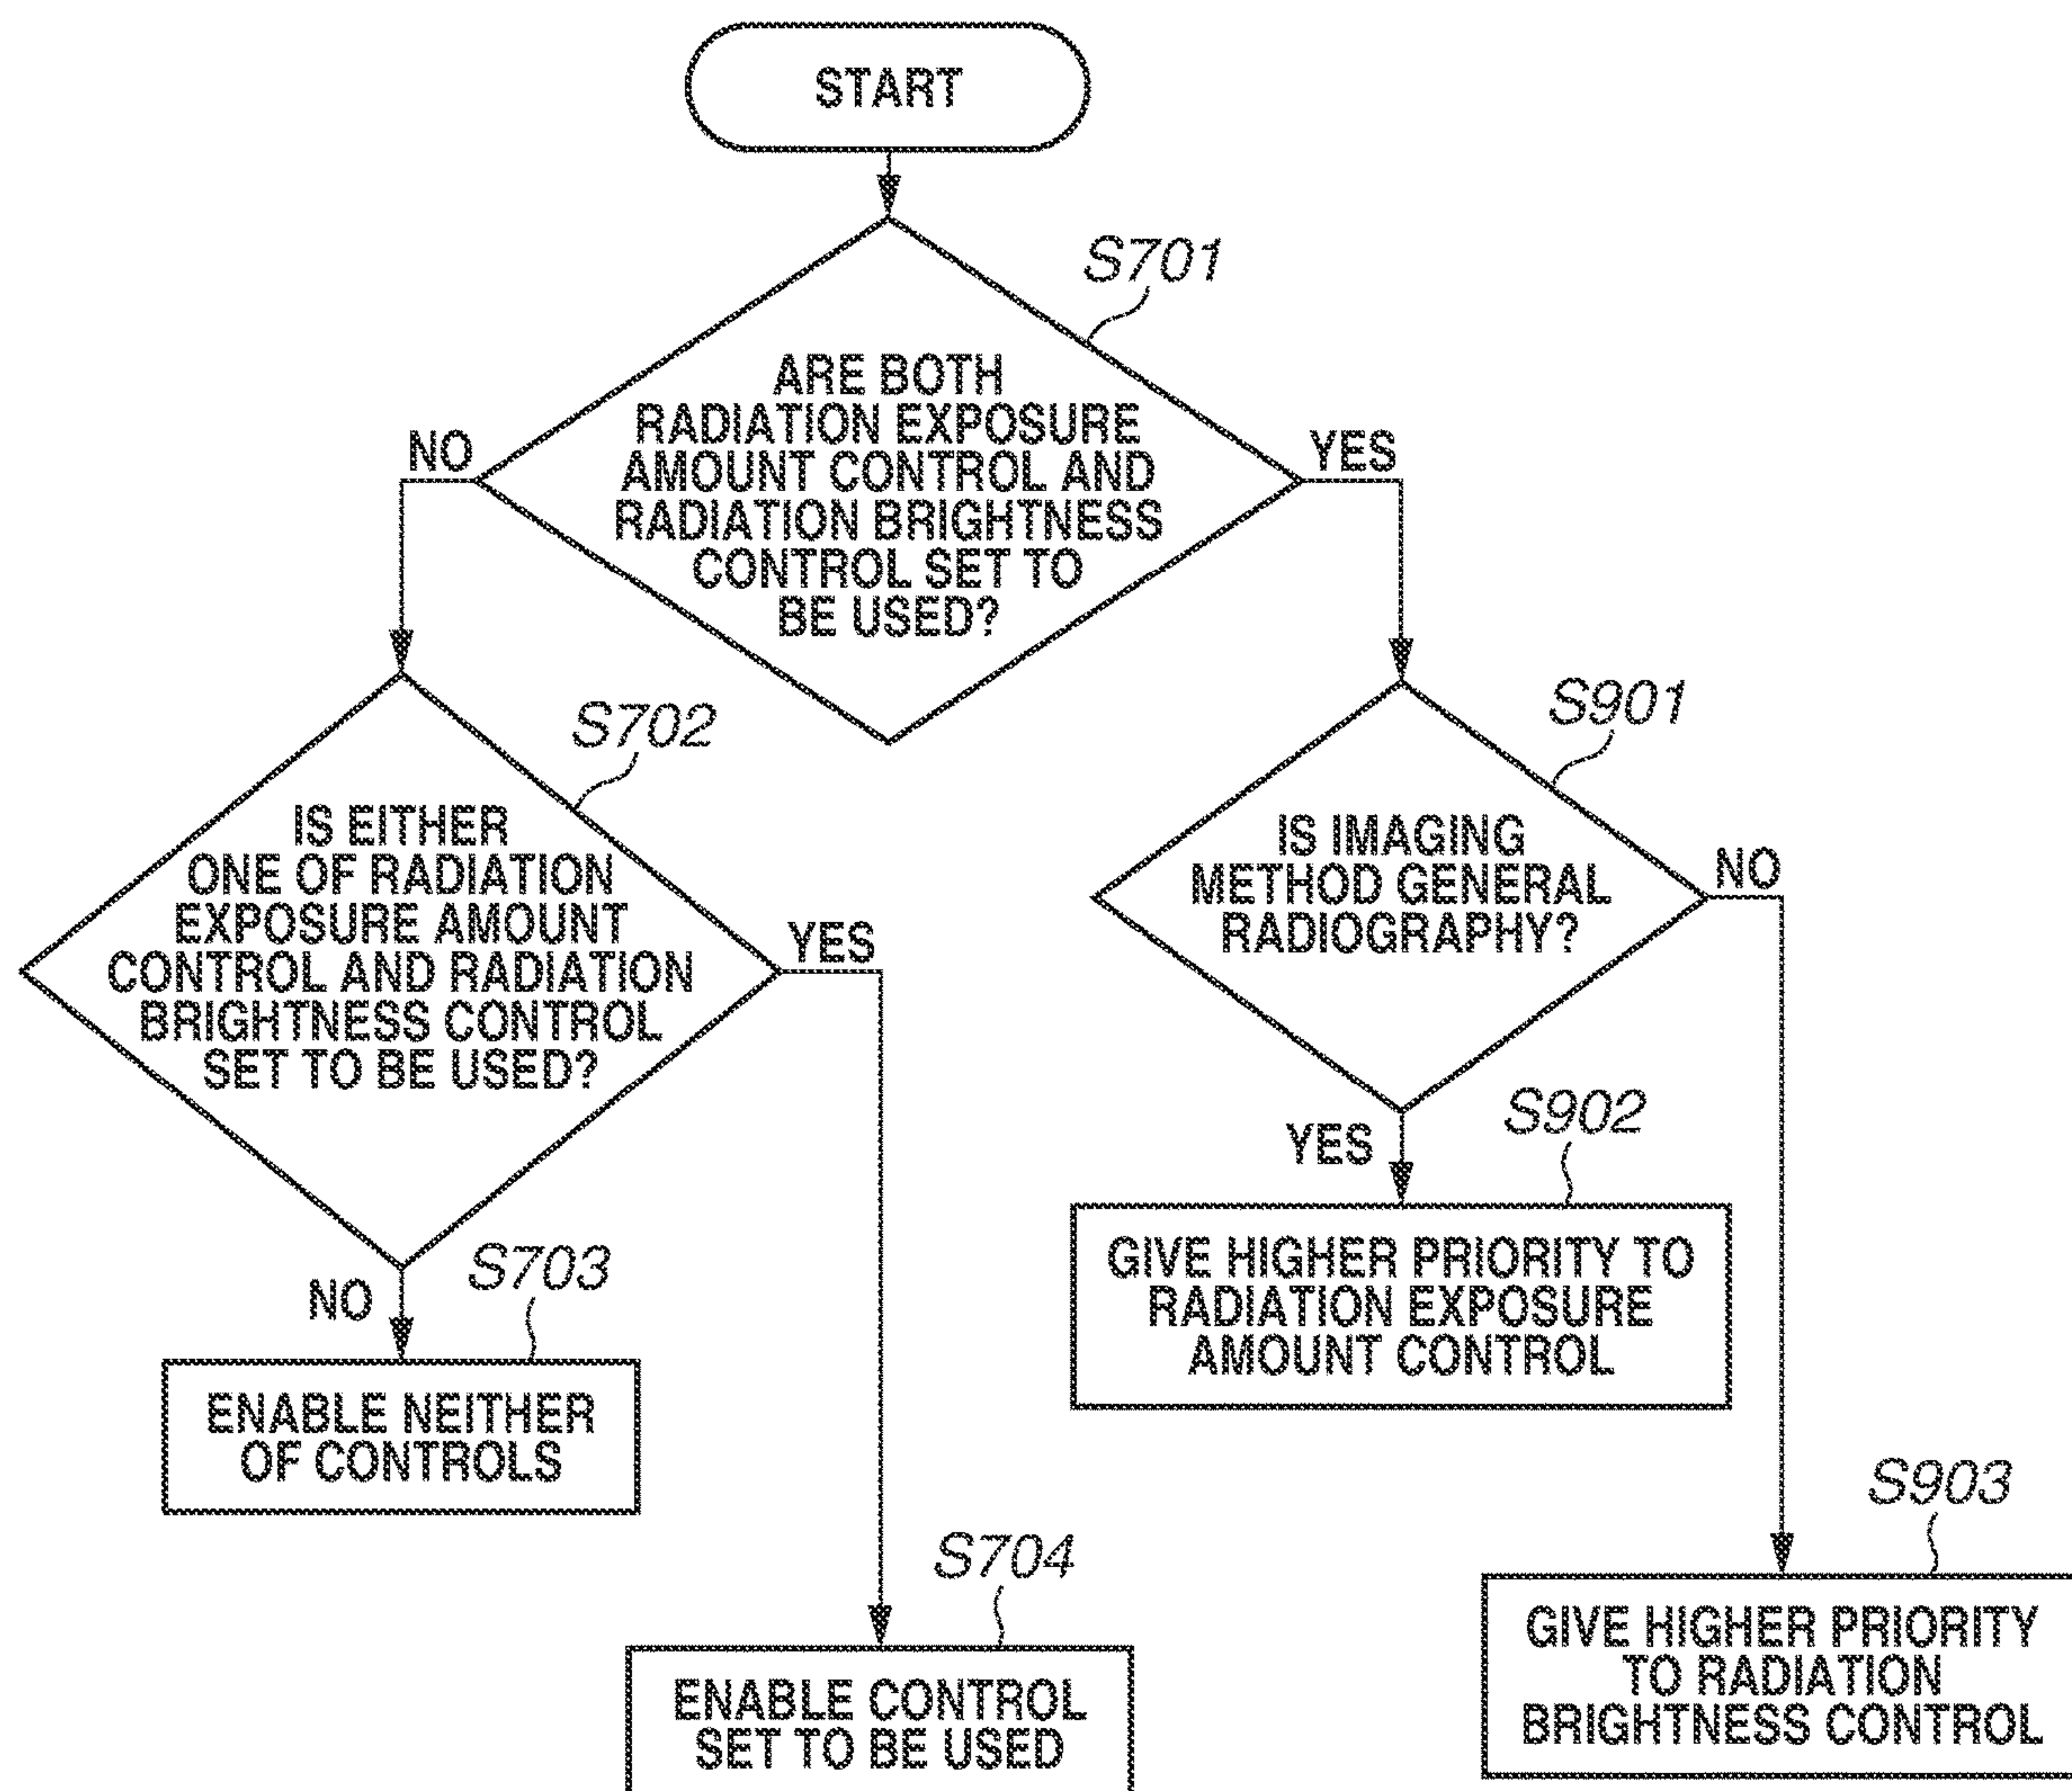 START
S701
ARE BOTH
RADIATION EXPOSURE
AMOUNT CONTROL AND
RADIATION BRIGHTNESS
CONTROL SET TO
BE USED?
NO
YES
S702
IS EITHER
ONE OF RADIATION
EXPOSURE AMOUNT
CONTROL AND RADIATION
BRIGHTNESS CONTROL
SET TO BE USED?
YES
NO
S901
IS IMAGING
METHOD GENERAL
RADIOGRAPHY?
NO
YES
S902
GIVE HIGHER PRIORITY TO
RADIATION EXPOSURE
AMOUNT CONTROL
S703
ENABLE NEITHER
OF CONTROLS
S704
ENABLE CONTROL
SET TO BE USED
S903
GIVE HIGHER PRIORITY
TO RADIATION
BRIGHTNESS CONTROL